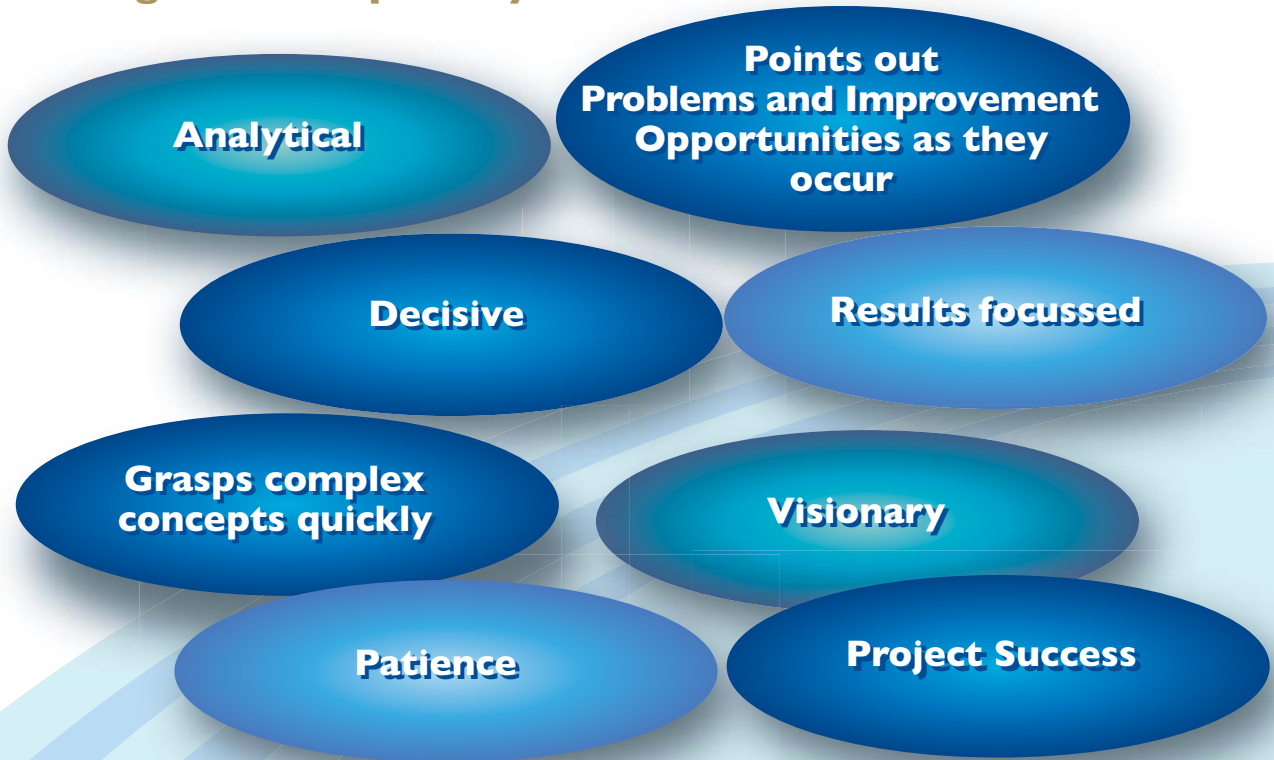 Analytical
Points out
Problems and Improvement
Opportunities as they
occur
Decisive
Results focussed
Grasps complex
concepts quickly
Visionary
Patience
Project Success